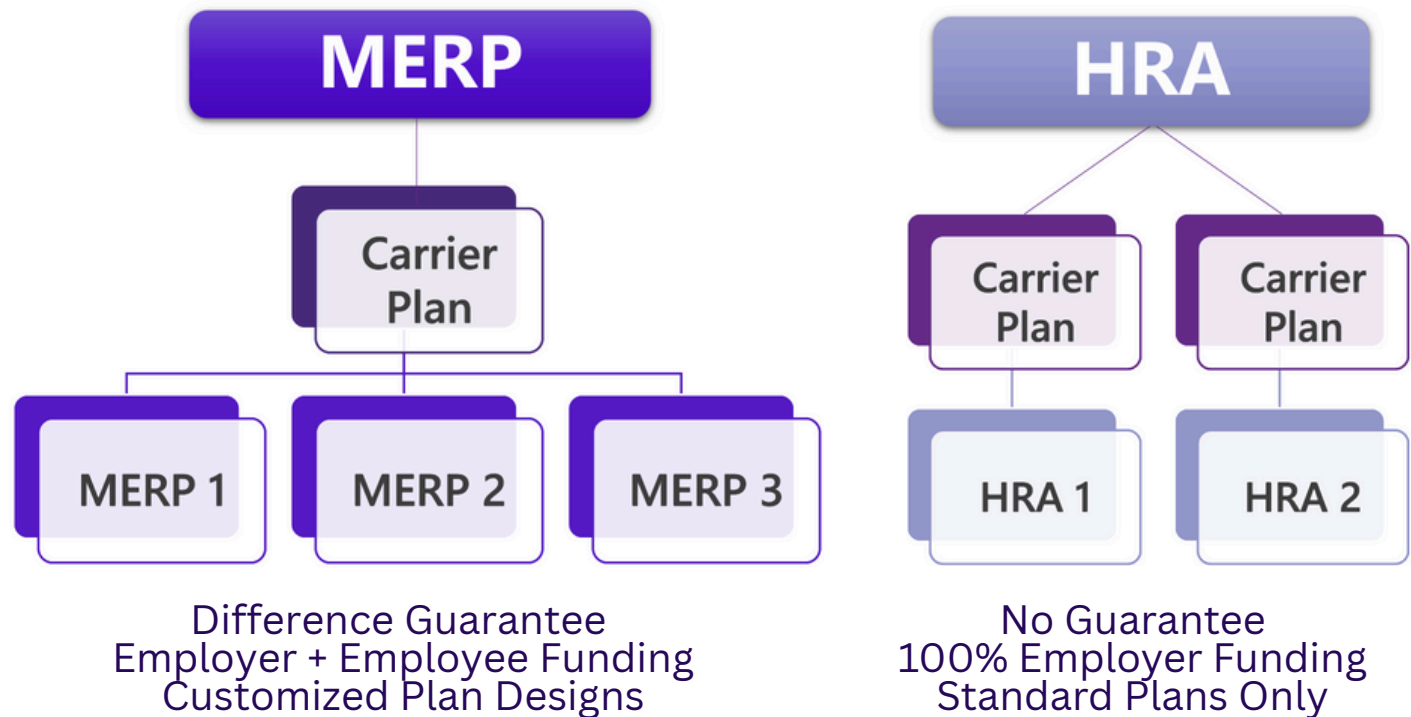 MERP
Carrier
Plan
MERP 1
MERP 2
MERP 3
Difference Guarantee
Employer + Employee Funding
Customized Plan Designs
HRA
Carrier
Plan
Carrier
Plan
HRA 1
HRA 2
No Guarantee
100% Employer Funding
Standard Plans Only